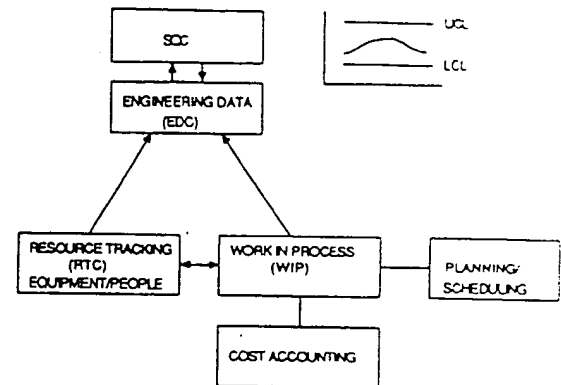 SQC
UCL
LCL
ENGINEERING DATA
(EDC)
RESOURCE TRACKING
(RTC)
EQUIPMENT/PEOPLE
WORK IN PROCESS
(WIP)
PLANNING/
SCHEDULING
COST ACCOUNTING